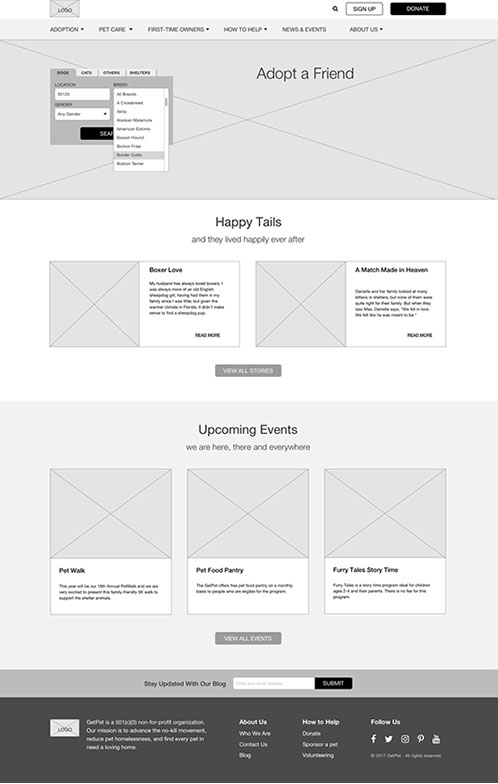 LOGO
SIGN UP
DONATE
ADOPTION
PET CARE
FIRST-TIME OWNERS
HOW TO HELP
NEWS & EVENTS
ABOUT US
Adopt a Friend
DOGS
CATS
OTHERS
SHELTERS
LOCATION
BREED
95125
All Breeds
A Crossbreed
Akita
GENDER
Any Gender
Alaskan Malamute
American Eskimo
Basset Hound
SEA
Bichon Frise
Border Collie
Boston Terrier
Happy Tails
and they lived happily ever after
Boxer Love
My husband has always loved boxers, I
was always more of an old English
sheepdog girl, having had them in my
family since I was little; but given the
warmer climate in Florida, it didn't make
sense to find a sheepdog pup.
READ MORE
A Match Made in Heaven
Daniella and her family looked at many
kittens in shelters, but none of them were
quite right for their family. But when they
saw Max, Daniella says, "We fell in love.
We felt like he was meant to be."
READ MORE
VIEW ALL STORIES
Upcoming Events
we are here, there and everywhere
Pet Walk
This year will be our 18th Annual PetWalk and we are
very excited to present this family-friendly 5K walk to
support the shelter animals.
Pet Food Pantry
The GetPet offers free pet food pantry on a monthly
basis to people who are eligible for the program.
Furry Tales Story Time
Furry Tales is a story time program ideal for children
ages 2-4 and their parents. There is no fee for this
program.
VIEW ALL EVENTS
Stay Updated With Our Blog
Enter your email address
SUBMIT
LOGO
GetPet is a 501(c)(3) non-for-profit organization.
Our mission is to advance the no-kill movement,
reduce pet homelessness, and find every pet in
need a loving home.
About Us
Who We Are
Contact Us
Blog
How to Help
Donate
Sponsor a pet
Volunteering
Follow Us
© 2017 GetPet. All rights reserved.